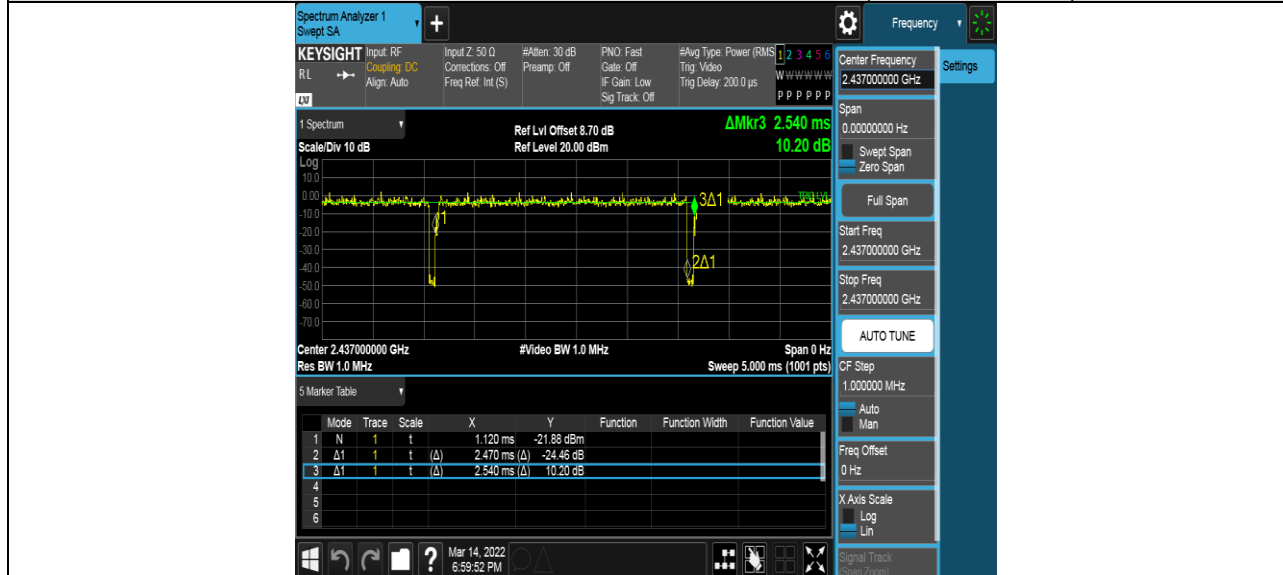 Spectrum Analyzer 1
Swept SA
+
Frequency
KEYSIGHT
RL
LXI
Input: RF
Coupling: DC
Align: Auto
Input Z: 50 Ω
Corrections: Off
Freq Ref: Int (S)
#Atten: 30 dB
Preamp: Off
PNO: Fast
Gate: Off
IF Gain: Low
Sig Track: Off
#Avg Type: Power (RMS
Trig: Video
Trig Delay: 200.0 µs
1 2 3 4 5 6
W W W W W W
P P P P P P
1 Spectrum
Scale/Div 10 dB
Ref Lvl Offset 8.70 dB
Ref Level 20.00 dBm
ΔMkr3 2.540 ms
10.20 dB
Log
10.0
0.00
-10.0
-20.0
-30.0
-40.0
-50.0
-60.0
-70.0
1
3Δ1
2Δ1
TRIG LVL
Center 2.437000000 GHz
Res BW 1.0 MHz
#Video BW 1.0 MHz
Span 0 Hz
Sweep 5.000 ms (1001 pts)
5 Marker Table
Mode Trace Scale X Y Function Function Width Function Value
1 N 1 t 1.120 ms -21.88 dBm
2 Δ1 1 t (Δ) 2.470 ms (Δ) -24.46 dB
3 Δ1 1 t (Δ) 2.540 ms (Δ) 10.20 dB
4
5
6
?
Mar 14, 2022
6:59:52 PM
Center Frequency
2.437000000 GHz
Settings
Span
0.00000000 Hz
Swept Span
Zero Span
Full Span
Start Freq
2.437000000 GHz
Stop Freq
2.437000000 GHz
AUTO TUNE
CF Step
1.000000 MHz
Auto
Man
Freq Offset
0 Hz
X Axis Scale
Log
Lin
Signal Track
(Span Zoom)